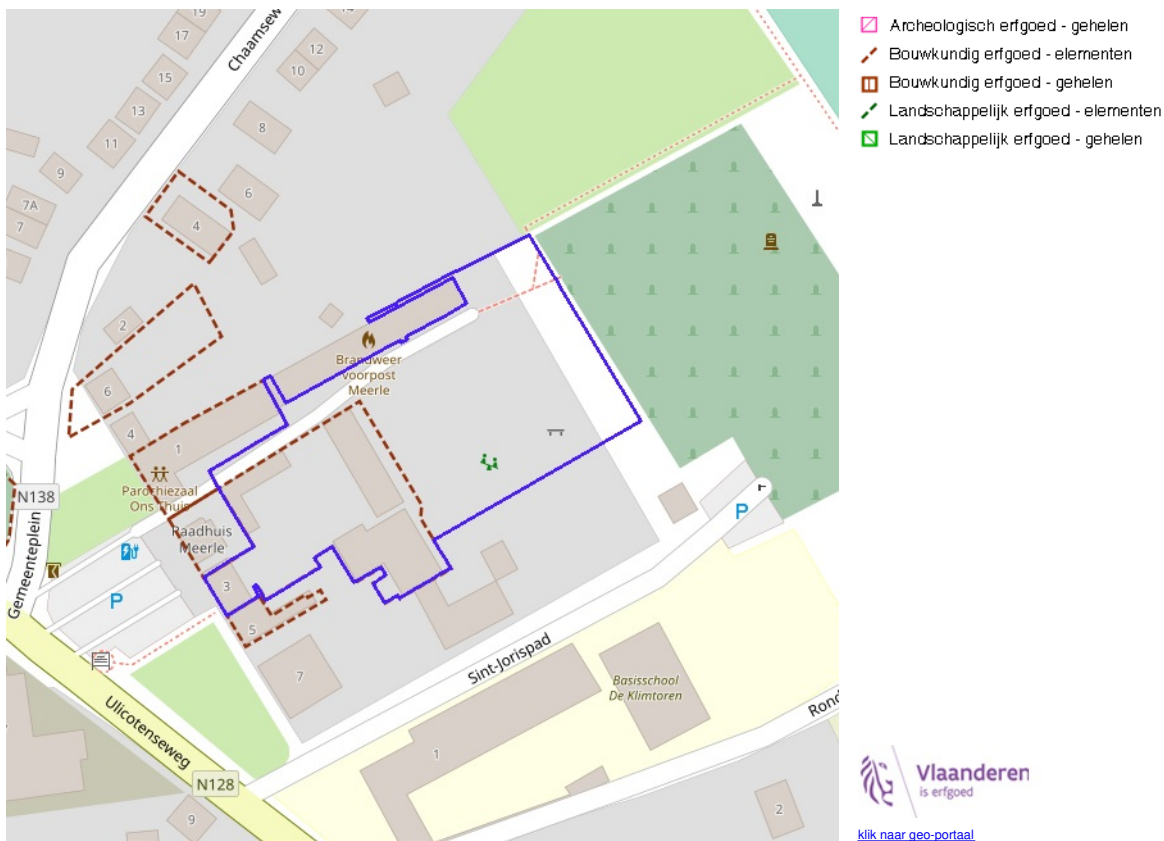 19
17
14
12
10
Chaamsew
15
13
11
8
9
7A
7
6
4
2
6
4
1
Brandweer
voorpost
Meerle
Parochiezaal
Ons Thuis
N138
Raadhuis
Meerle
Gemeenteplein
P
3
5
7
P
Sint-Jorispad
Basisschool
De Klimtoren
Rond
Ulicotenseweg
1
N128
9
2
Archeologisch erfgoed - gehelen
Bouwkundig erfgoed - elementen
Bouwkundig erfgoed - gehelen
Landschappelijk erfgoed - elementen
Landschappelijk erfgoed - gehelen
Vlaanderen
is erfgoed
klik naar geo-portaal